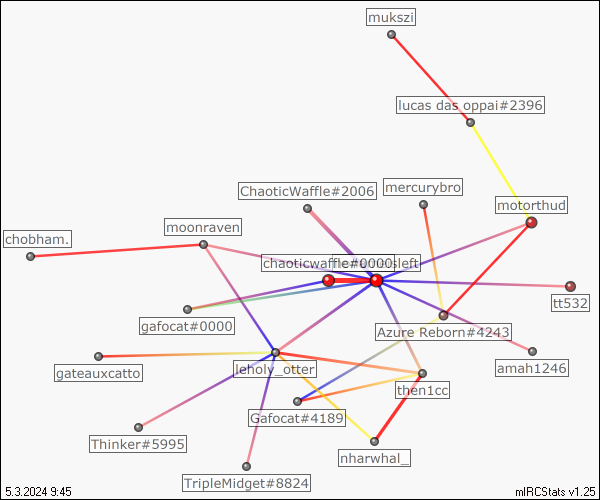 mukszi
lucas das oppai#2396
ChaoticWaffle#2006
mercurybro
motorthud
moonraven
chobham.
chaoticwaffle#0000
left
tt532
gafocat#0000
Azure Reborn#4243
amah1246
gateauxcatto
leholy_otter
then1cc
Gafocat#4189
Thinker#5995
nharwhal_
TripleMidget#8824
5.3.2024 9:45
mIRCStats v1.25